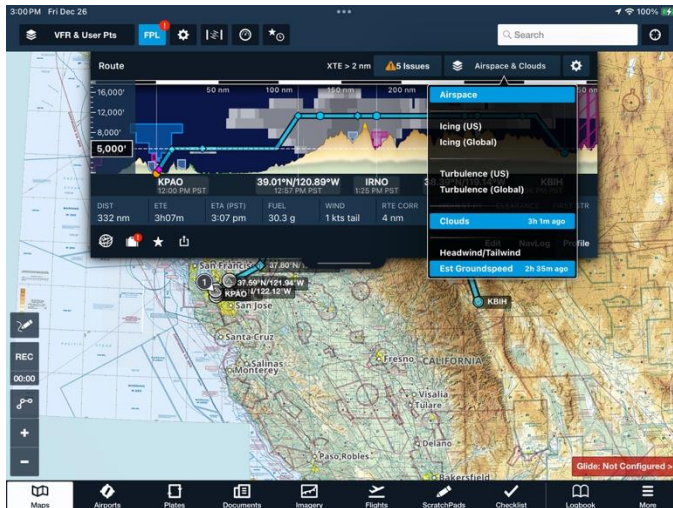 3:00 PM Fri Dec 26
100%
VFR & User Pts
FPL
Search
Route
XTE > 2 nm
5 Issues
Airspace & Clouds
16,000'
12,000'
8,000'
5,000'
50 nm
100 nm
150 nm
200 nm
Airspace
Icing (US)
Icing (Global)
Turbulence (US)
Turbulence (Global)
Clouds 3h 1m ago
Headwind/Tailwind
Est Groundspeed 2h 35m ago
KPAO
12:00 PM PST
39.01°N/120.89°W
12:57 PM PST
IRNO
1:25 PM PST
KBIH
DIST
332 nm
ETE
3h07m
ETA (PST)
3:07 pm
FUEL
30.3 g
WIND
1 kts tail
RTE CORR
4 nm
Edit
NavLog
Profile
San Francis
37.80°N/1
1
37.59°N/121.94°W
KPAO
N/122.12°W
San Jose
KBIH
Santa Cruz
Salinas
Monterey
Fresno
CALIFORNIA
Visalia
Tulare
Delano
Paso Robles
Bakersfield
REC
00:00
+
−
Glide: Not Configured >
Maps
Airports
Plates
Documents
Imagery
Flights
ScratchPads
Checklist
Logbook
More